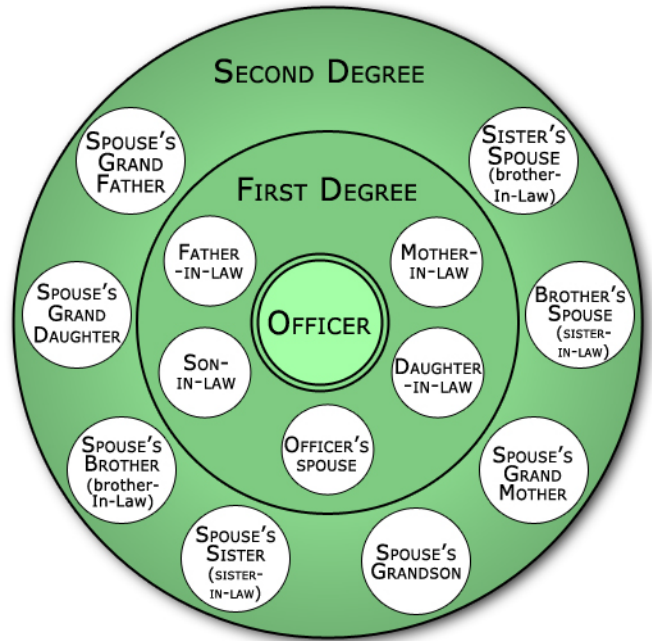 SECOND DEGREE
SPOUSE'S
GRAND
FATHER
SISTER'S
SPOUSE
(brother-
In-Law)
FIRST DEGREE
FATHER
-IN-LAW
MOTHER-
IN-LAW
SPOUSE'S
GRAND
DAUGHTER
OFFICER
BROTHER'S
SPOUSE
(SISTER-
IN-LAW)
SON-
IN-LAW
DAUGHTER
-IN-LAW
OFFICER'S
SPOUSE
SPOUSE'S
BROTHER
(brother-
In-Law)
SPOUSE'S
GRAND
MOTHER
SPOUSE'S
SISTER
(SISTER-
IN-LAW)
SPOUSE'S
GRANDSON